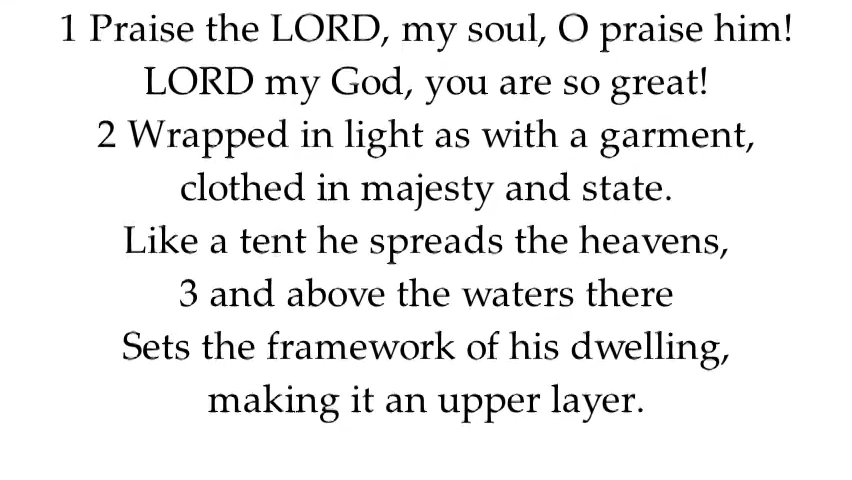 1 Praise the LORD, my soul, O praise him!
LORD my God, you are so great!
2 Wrapped in light as with a garment,
clothed in majesty and state.
Like a tent he spreads the heavens,
3 and above the waters there
Sets the framework of his dwelling,
making it an upper layer.